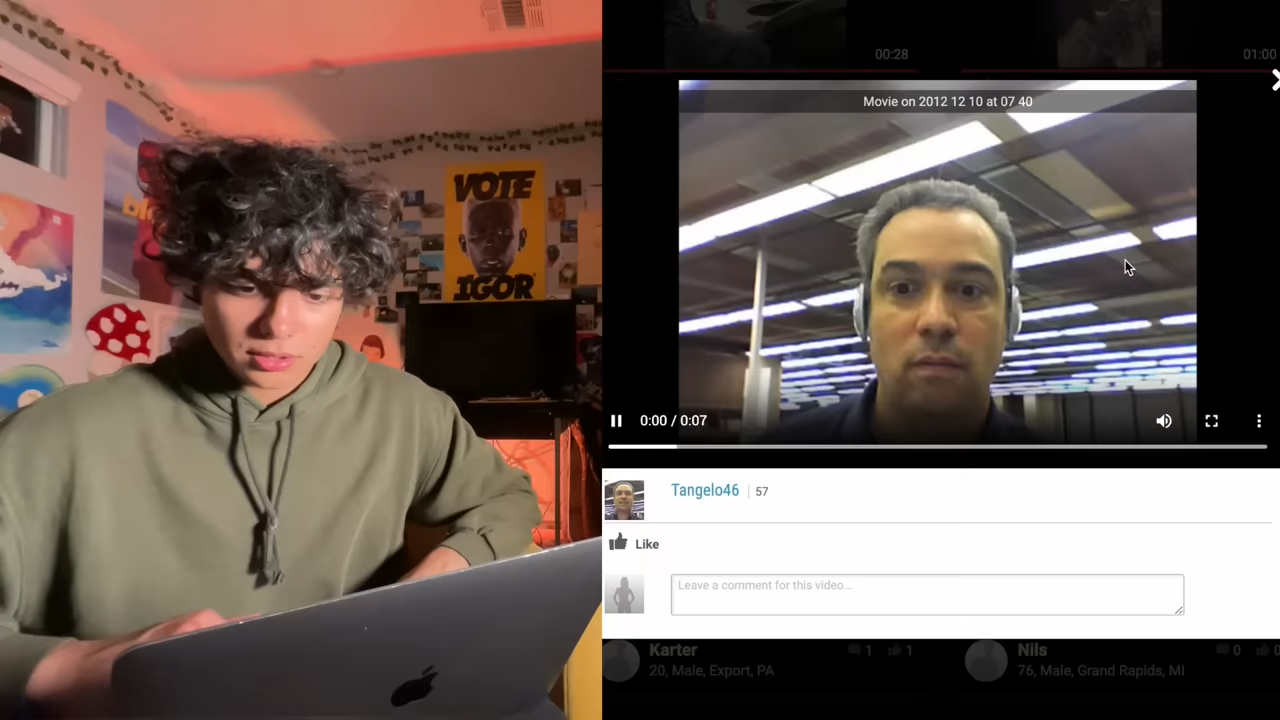 VOTE
IGOR
00:28
01:00
Movie on 2012 12 10 at 07 40
0:00 / 0:07
Tangelo46 | 57
Like
Leave a comment for this video...
Karter
1 1
20, Male, Export, PA
Nils
0 0
76, Male, Grand Rapids, MI